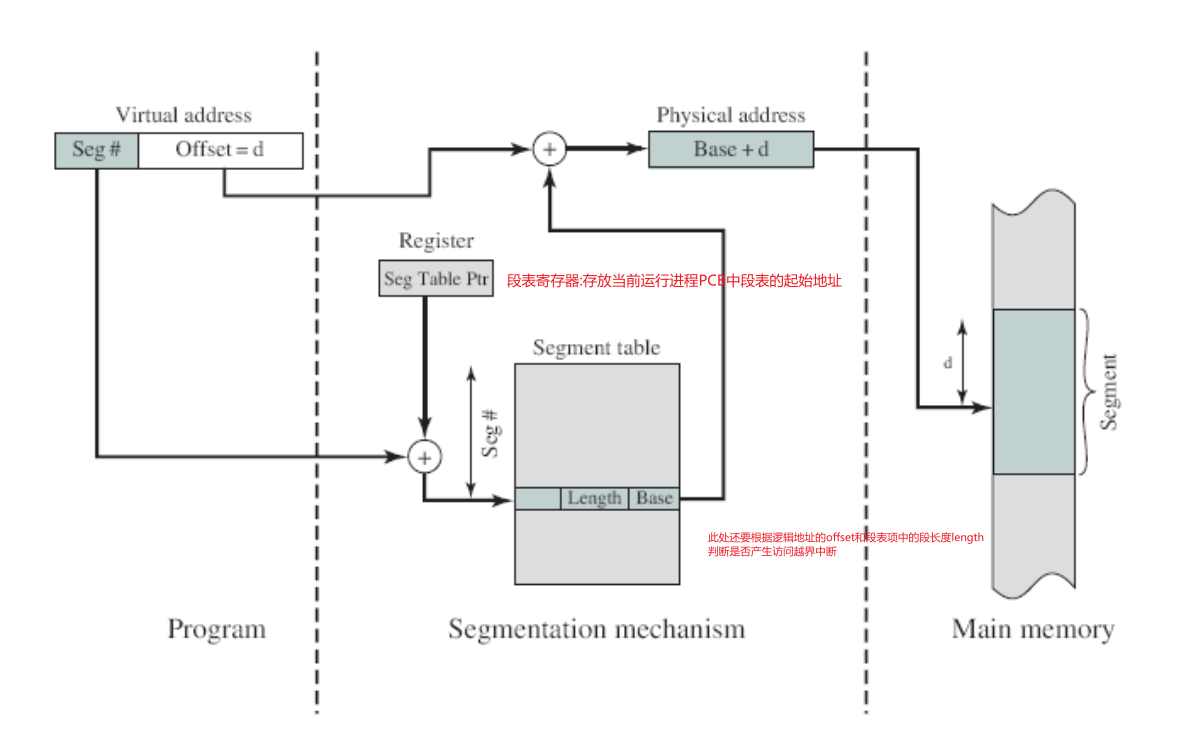 Virtual address
Seg #
Offset = d
Physical address
Base + d
Register
Seg Table Ptr
段表寄存器:存放当前运行进程PCB中段表的起始地址
Segment table
Seg #
Length
Base
d
Segment
此处还要根据逻辑地址的offset和段表项中的段长度length
判断是否产生访问越界中断
Program
Segmentation mechanism
Main memory